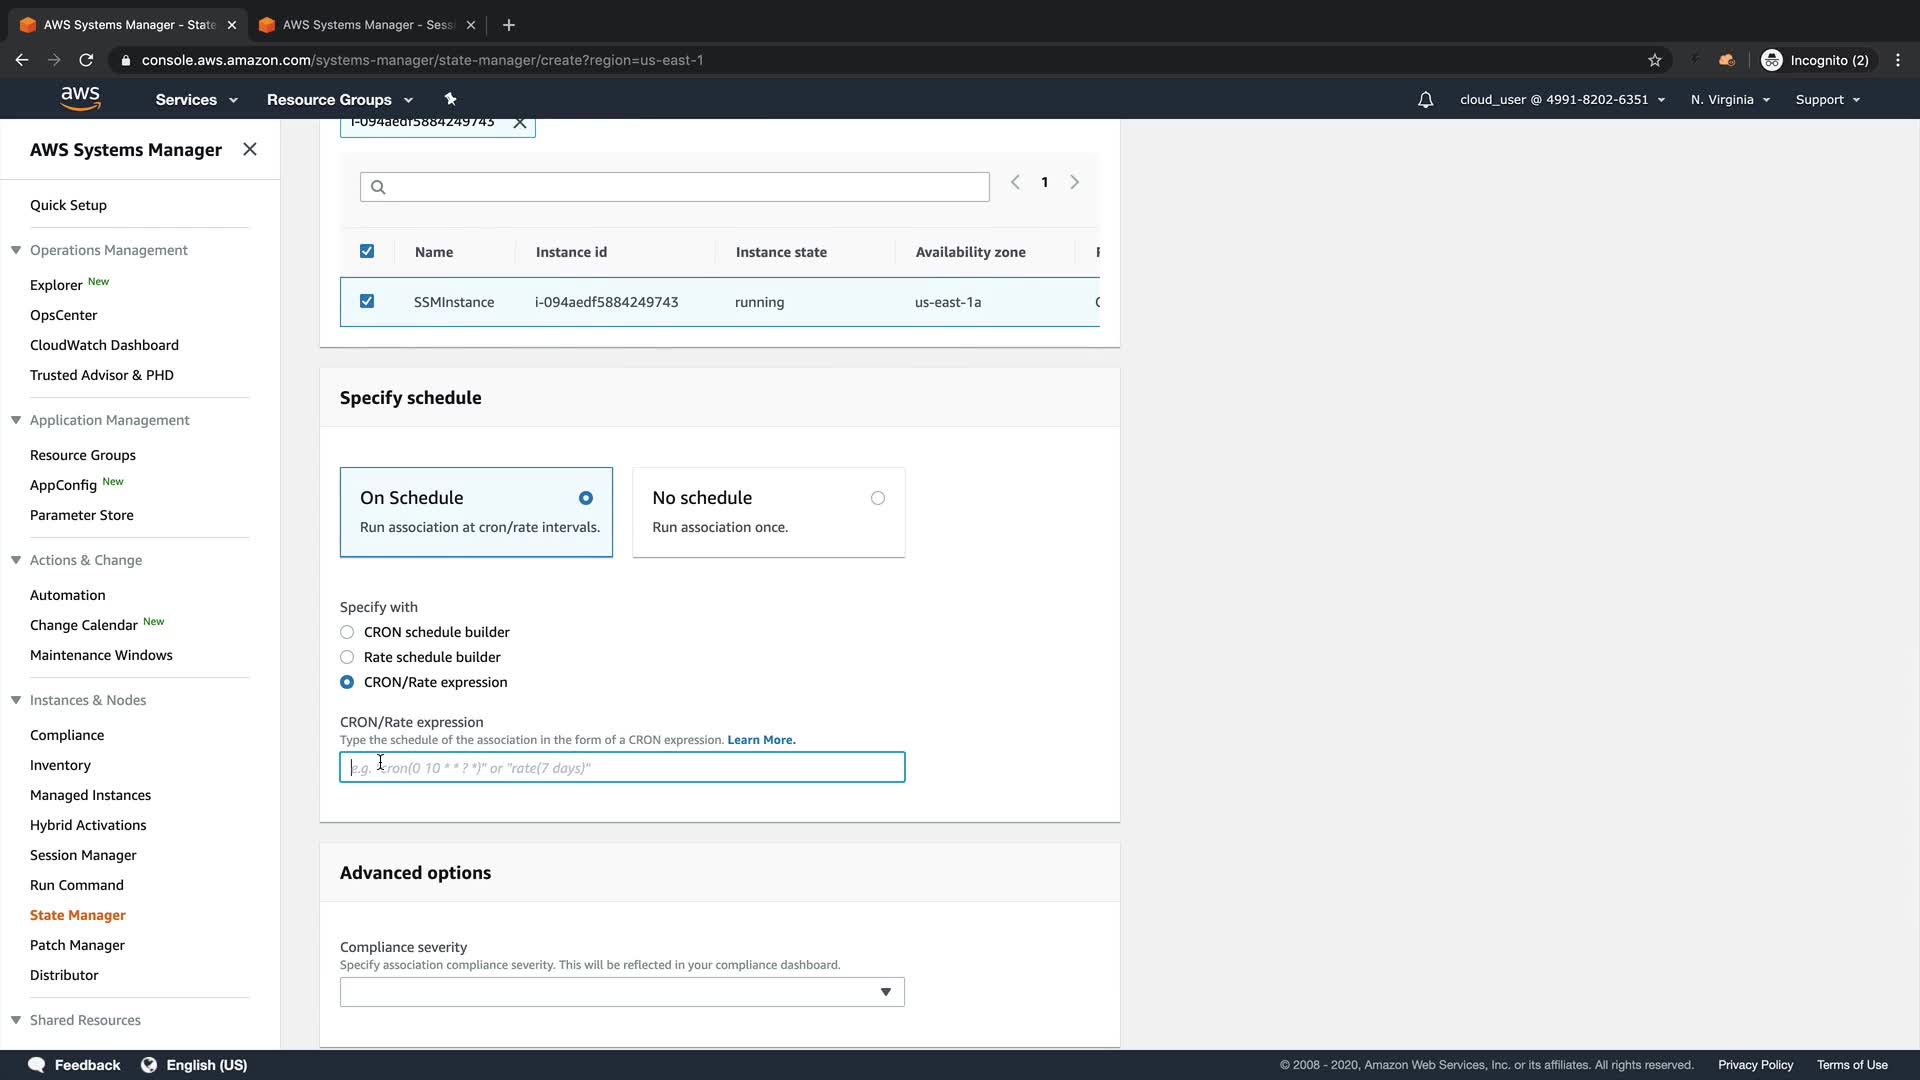 AWS Systems Manager - State
AWS Systems Manager - Sess
console.aws.amazon.com/systems-manager/state-manager/create?region=us-east-1
Incognito (2)
aws
Services
Resource Groups
cloud_user @ 4991-8202-6351
N. Virginia
Support
AWS Systems Manager
Quick Setup
Operations Management
Explorer New
OpsCenter
CloudWatch Dashboard
Trusted Advisor & PHD
Application Management
Resource Groups
AppConfig New
Parameter Store
Actions & Change
Automation
Change Calendar New
Maintenance Windows
Instances & Nodes
Compliance
Inventory
Managed Instances
Hybrid Activations
Session Manager
Run Command
State Manager
Patch Manager
Distributor
Shared Resources
i-094aedf5884249743
1
Name Instance id Instance state Availability zone
SSMInstance i-094aedf5884249743 running us-east-1a
Specify schedule
On Schedule
Run association at cron/rate intervals.
No schedule
Run association once.
Specify with
CRON schedule builder
Rate schedule builder
CRON/Rate expression
CRON/Rate expression
Type the schedule of the association in the form of a CRON expression. Learn More.
e.g. "cron(0 10 * * ? *)" or "rate(7 days)"
Advanced options
Compliance severity
Specify association compliance severity. This will be reflected in your compliance dashboard.
Feedback
English (US)
© 2008 - 2020, Amazon Web Services, Inc. or its affiliates. All rights reserved.
Privacy Policy
Terms of Use